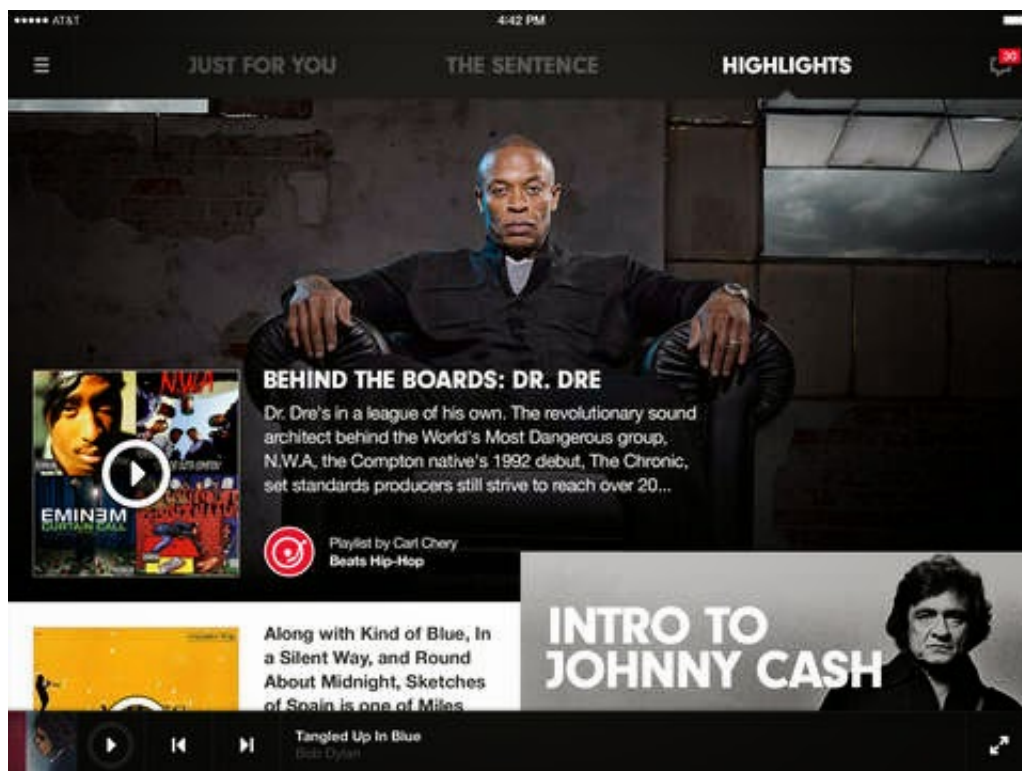 AT&T
4:42 PM
JUST FOR YOU
THE SENTENCE
HIGHLIGHTS
30
BEHIND THE BOARDS: DR. DRE
Dr. Dre's in a league of his own. The revolutionary sound
architect behind the World's Most Dangerous group,
N.W.A, the Compton native's 1992 debut, The Chronic,
set standards producers still strive to reach over 20...
N.W.A
EMINEM
CURTAIN CALL
Playlist by Carl Chery
Beats Hip-Hop
INTRO TO
JOHNNY CASH
Along with Kind of Blue, In
a Silent Way, and Round
About Midnight, Sketches
of Spain is one of Miles
Tangled Up In Blue
Bob Dylan